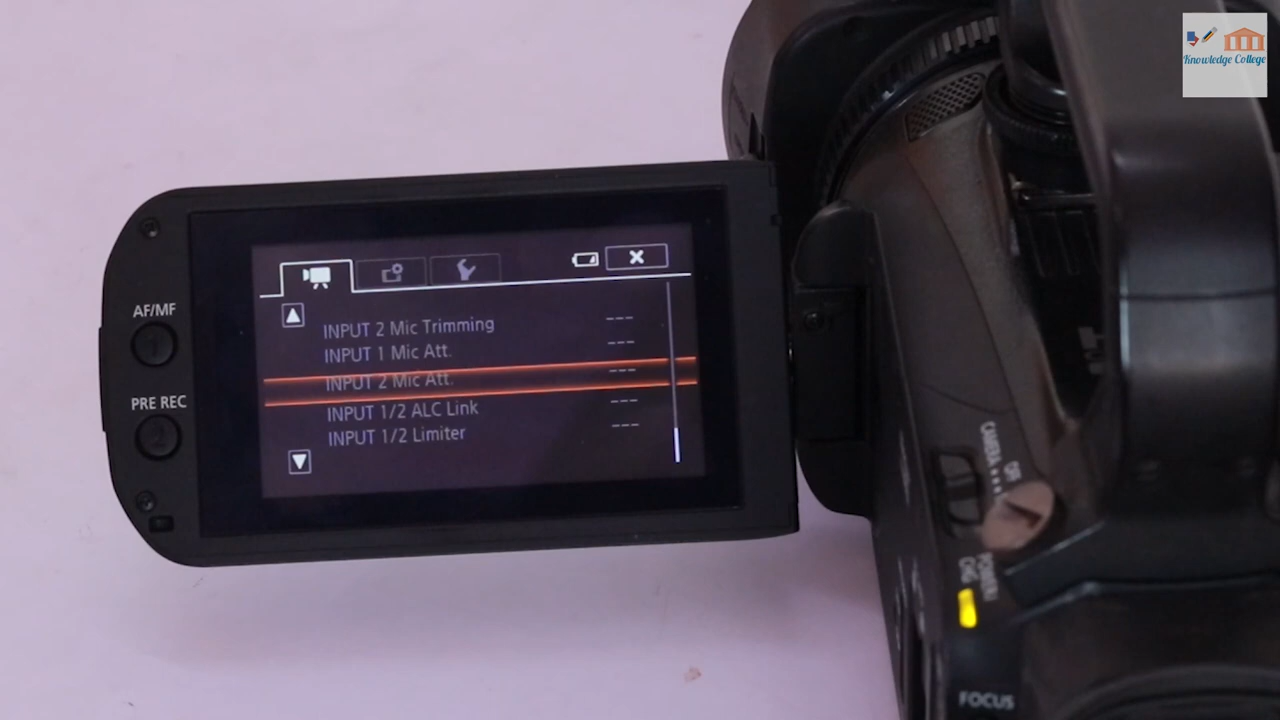 Knowledge College
AF/MF
1
PRE REC
2
INPUT 2 Mic Trimming ---
INPUT 1 Mic Att. ---
INPUT 2 Mic Att. ---
INPUT 1/2 ALC Link ---
INPUT 1/2 Limiter ---
CAMERA
OFF
POWER/
CHG
FOCUS